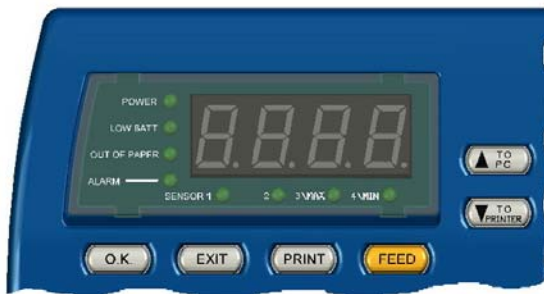 POWER
LOW BATT
OUT OF PAPER
ALARM
SENSOR 1 2 3\MAX 4\MIN
TO PC
TO PRINTER
O.K. EXIT PRINT FEED